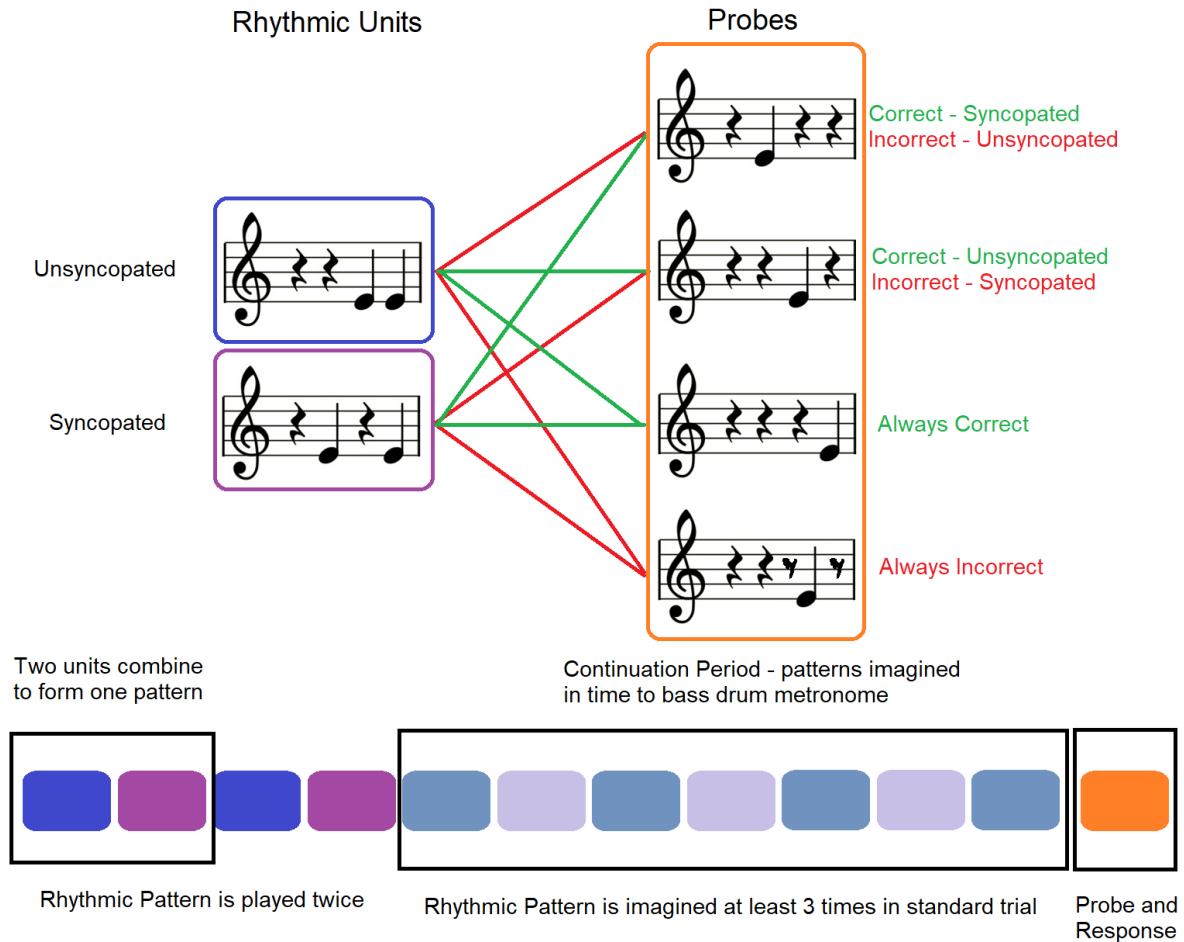 Rhythmic Units
Probes
Correct - Syncopated
Incorrect - Unsyncopated
Unsyncopated
Correct - Unsyncopated
Incorrect - Syncopated
Syncopated
Always Correct
Always Incorrect
Two units combine
to form one pattern
Continuation Period - patterns imagined
in time to bass drum metronome
Rhythmic Pattern is played twice
Rhythmic Pattern is imagined at least 3 times in standard trial
Probe and
Response